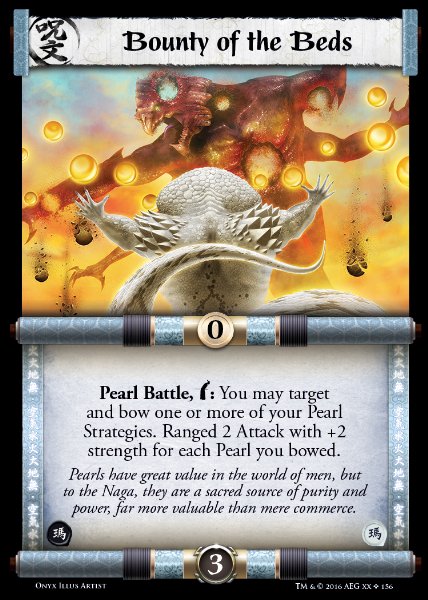 呪文
Bounty of the Beds
0
Pearl Battle, : You may target
and bow one or more of your Pearl
Strategies. Ranged 2 Attack with +2
strength for each Pearl you bowed.
Pearls have great value in the world of men, but
to the Naga, they are a sacred source of purity and
power, far more valuable than mere commerce.
瑪
瑪
3
Onyx Illus Artist
TM & © 2016 AEG XX ❖ 156